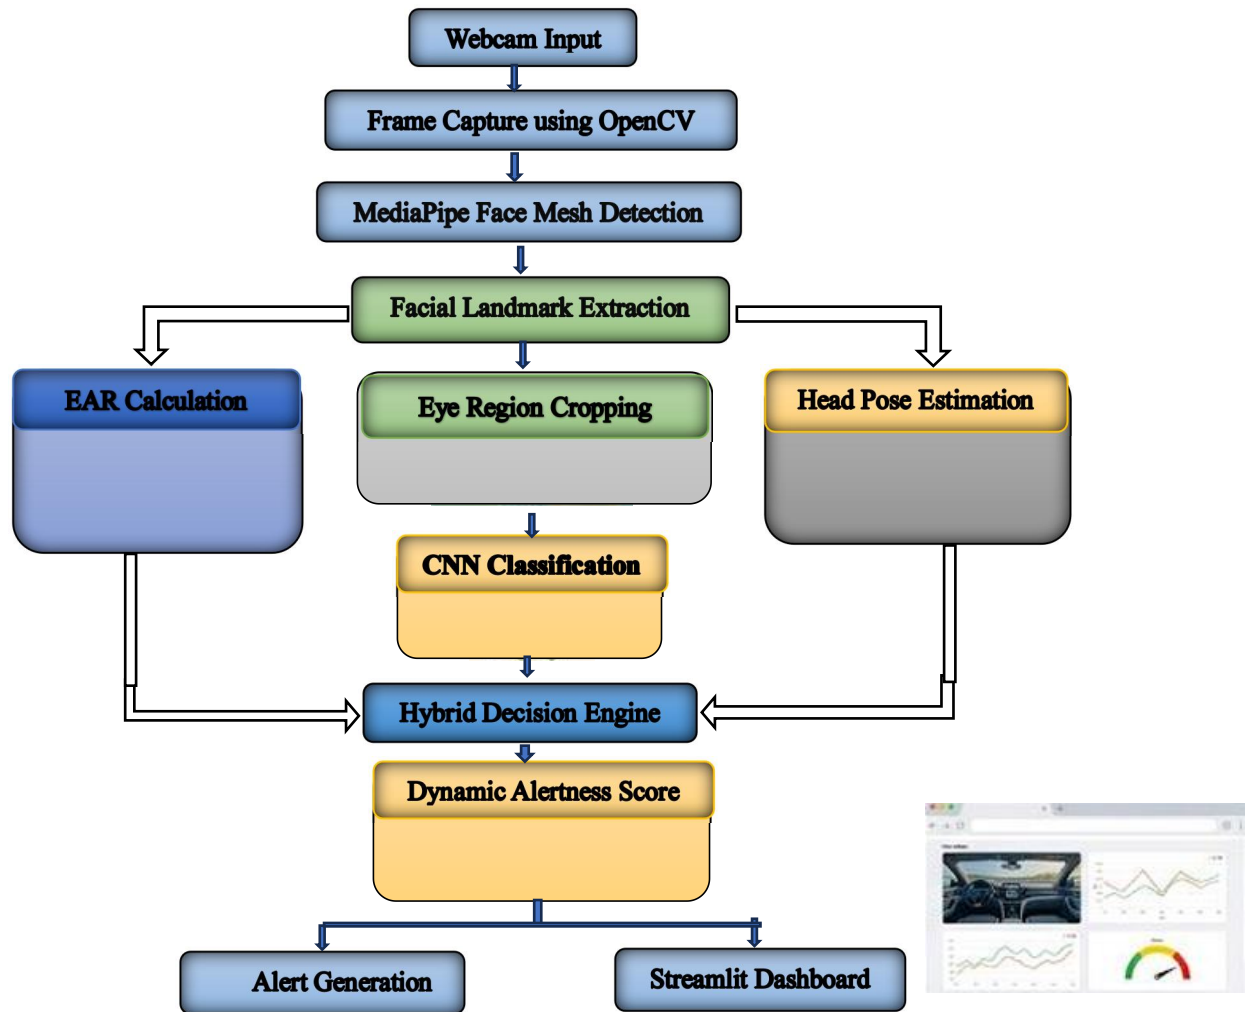 Webcam Input
Frame Capture using OpenCV
MediaPipe Face Mesh Detection
Facial Landmark Extraction
EAR Calculation
Eye Region Cropping
Head Pose Estimation
CNN Classification
Hybrid Decision Engine
Dynamic Alertness Score
Alert Generation
Streamlit Dashboard